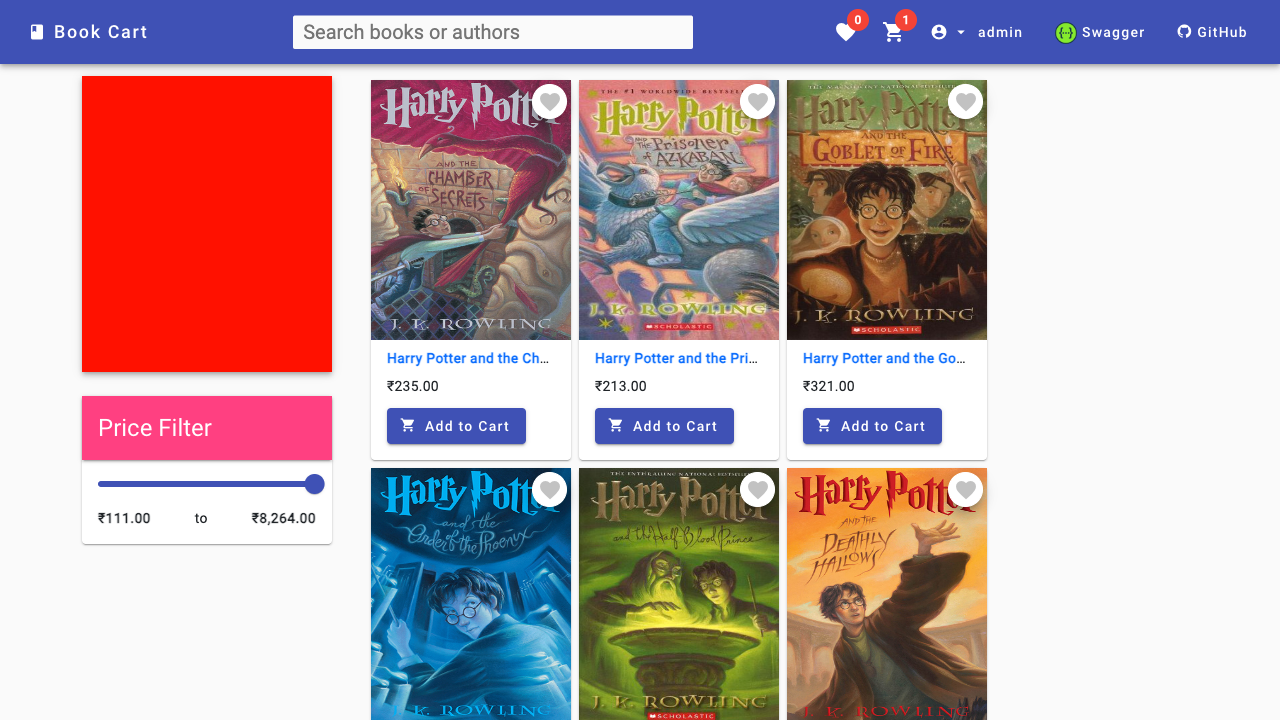 Book Cart
Search books or authors
0
1
admin
Swagger
GitHub
Harry Potter
AND THE
CHAMBER
OF
SECRETS
J. K. ROWLING
THE #1 WORLDWIDE BESTSELLER
Harry Potter
AND THE
Prisoner
of
AZKABAN
J. K. ROWLING
SCHOLASTIC
Harry Potter
AND THE
GOBLET OF FIRE
J. K. ROWLING
SCHOLASTIC
Harry Potter and the Ch...
₹235.00
Add to Cart
Harry Potter and the Pri...
₹213.00
Add to Cart
Harry Potter and the Go...
₹321.00
Add to Cart
Price Filter
₹111.00
to
₹8,264.00
Harry Potter
and the
Order of the Phoenix
J. K. ROWLING
Harry Potter
and the Half-Blood Prince
J. K. ROWLING
SCHOLASTIC
Harry Potter
AND THE
DEATHLY
HALLOWS
J. K. ROWLING